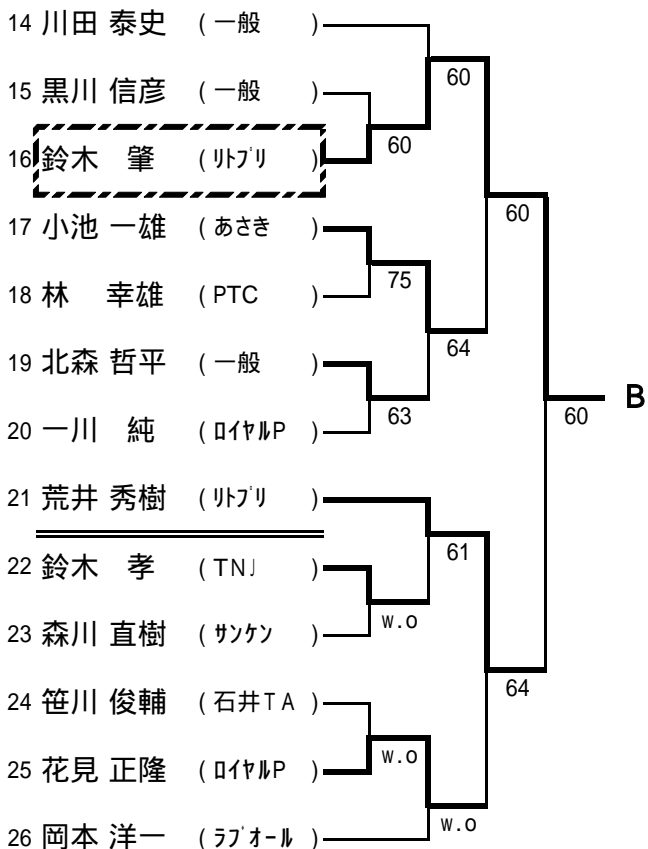 14 川田 泰史 ( 一般 )
60
15 黒川 信彦 ( 一般 )
60
16 鈴木 肇 ( リトプリ )
60
17 小池 一雄 ( あさき )
75
18 林 幸雄 ( PTC )
64
19 北森 哲平 ( 一般 )
63
60
B
20 一川 純 ( ロイヤルP )
21 荒井 秀樹 ( リトプリ )
61
22 鈴木 孝 ( TNJ )
w.o
23 森川 直樹 ( サンケン )
64
24 笹川 俊輔 ( 石井TA )
w.o
25 花見 正隆 ( ロイヤルP )
w.o
26 岡本 洋一 ( ラブオール )